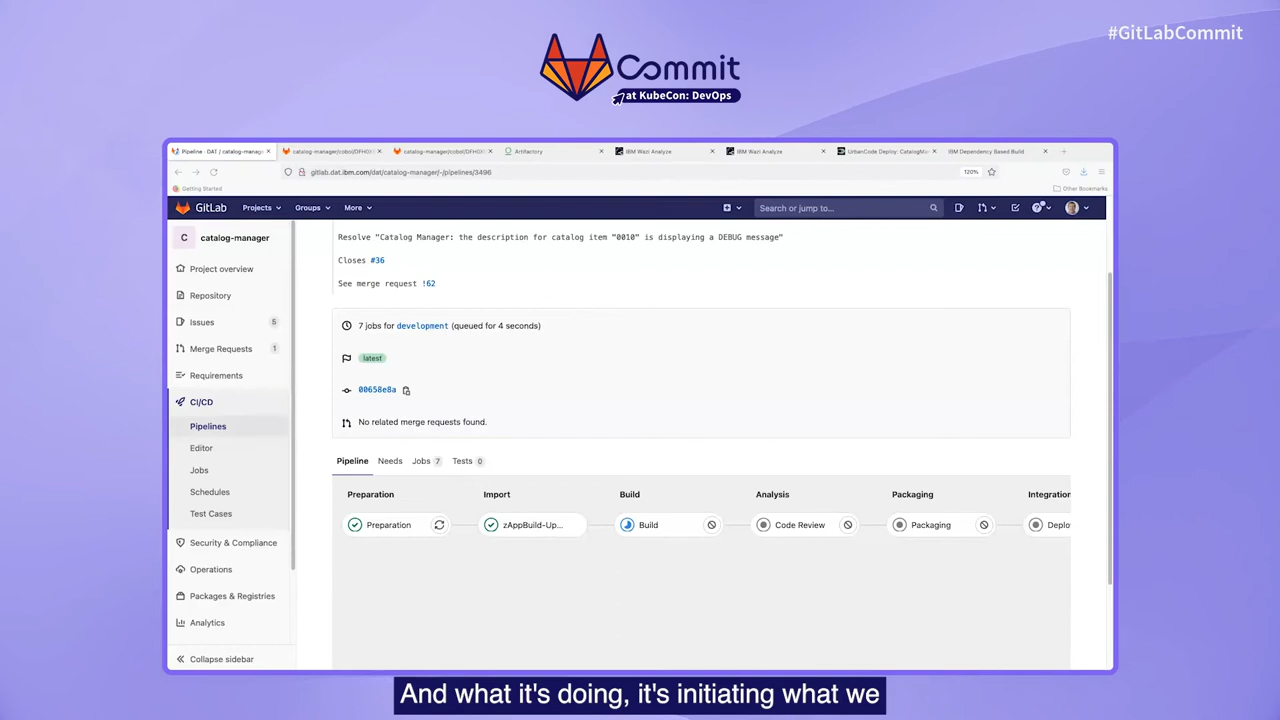 #GitLabCommit
Commit
at KubeCon: DevOps
Pipeline · DAT / catalog-manage
catalog-manager/cobol/DFH0X
catalog-manager/cobol/DFH0X
Artifactory
IBM Wazi Analyze
IBM Wazi Analyze
UrbanCode Deploy: CatalogMan
IBM Dependency Based Build
gitlab.dat.ibm.com/dat/catalog-manager/-/pipelines/3496
120%
Getting Started
Other Bookmarks
GitLab
Projects
Groups
More
Search or jump to...
C
catalog-manager
Project overview
Repository
Issues 5
Merge Requests 1
Requirements
CI/CD
Pipelines
Editor
Jobs
Schedules
Test Cases
Security & Compliance
Operations
Packages & Registries
Analytics
Collapse sidebar
Resolve "Catalog Manager: the description for catalog item "0010" is displaying a DEBUG message"
Closes #36
See merge request !62
7 jobs for development (queued for 4 seconds)
latest
00658e8a
No related merge requests found.
Pipeline Needs Jobs 7 Tests 0
Preparation Import Build Analysis Packaging Integration
Preparation zAppBuild-Up... Build Code Review Packaging Deplo
And what it's doing, it's initiating what we